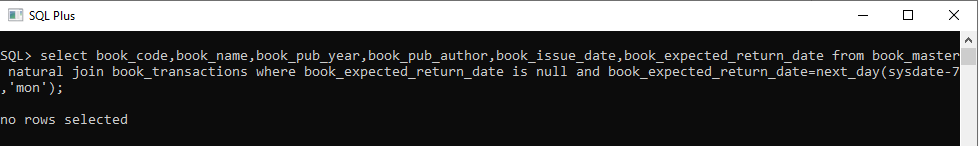 SQL Plus
SQL> select book_code,book_name,book_pub_year,book_pub_author,book_issue_date,book_expected_return_date from book_master
 natural join book_transactions where book_expected_return_date is null and book_expected_return_date=next_day(sysdate-7
,'mon');
no rows selected